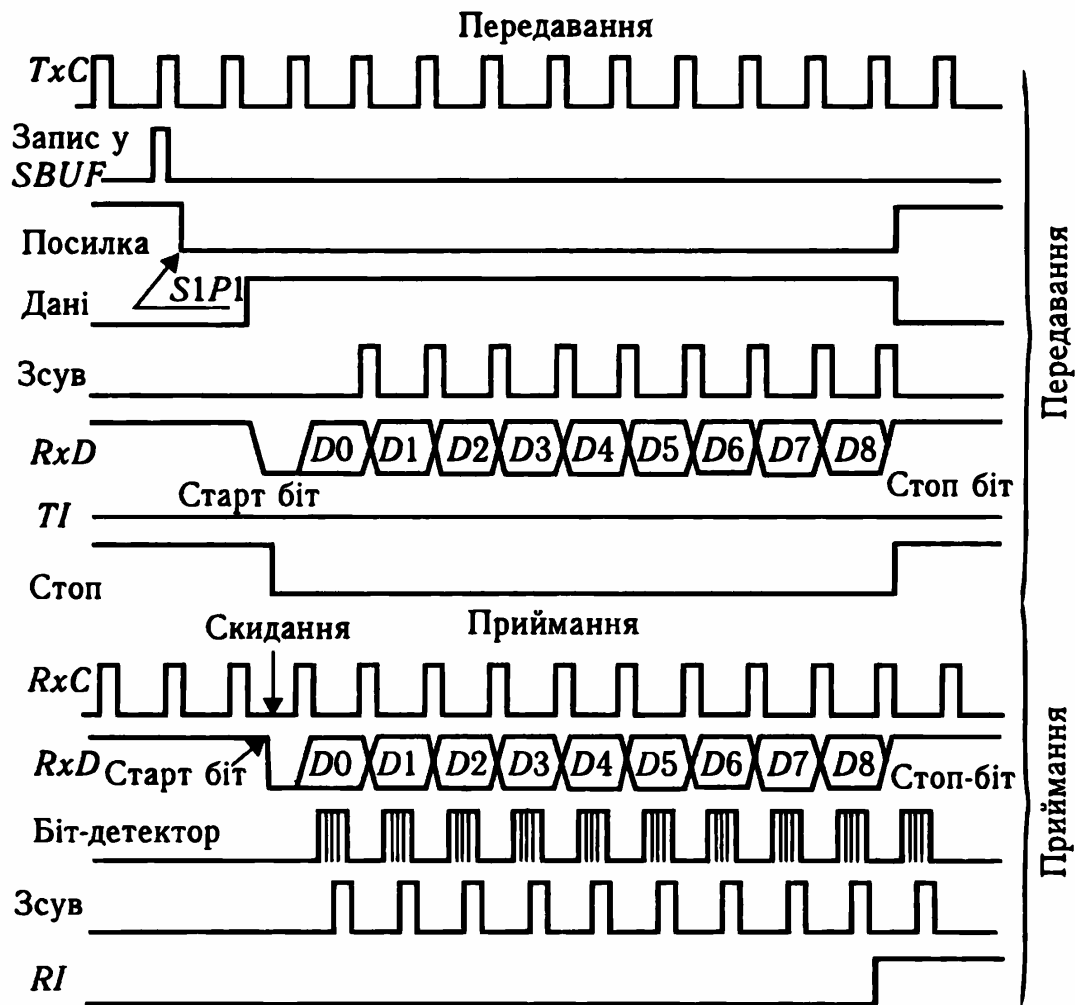 Передавання
TxC
Запис у
SBUF
Посилка
S1P1
Дані
Зсув
RxD
D0 D1 D2 D3 D4 D5 D6 D7 D8
Старт біт
Стоп біт
TI
Стоп
Передавання
Скидання
Приймання
RxC
RxD
Старт біт
D0 D1 D2 D3 D4 D5 D6 D7 D8
Стоп-біт
Біт-детектор
Зсув
RI
Приймання